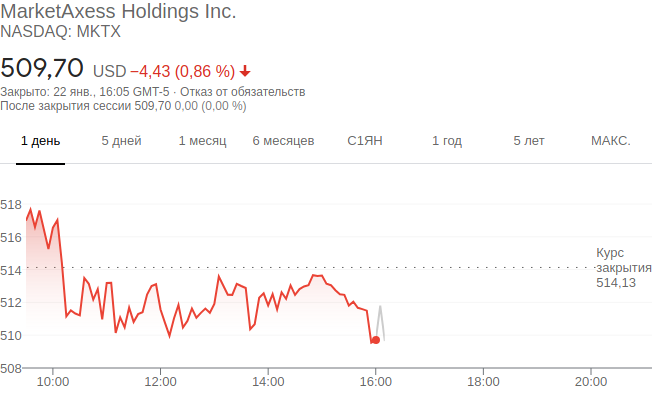 MarketAxess Holdings Inc.
NASDAQ: MKTX
509,70 USD −4,43 (0,86 %)
Закрыто: 22 янв., 16:05 GMT-5 · Отказ от обязательств
После закрытия сессии 509,70 0,00 (0,00 %)
1 день 5 дней 1 месяц 6 месяцев С1ЯН 1 год 5 лет МАКС.
518
516
514
512
510
508
Курс
закрытия
514,13
10:00 12:00 14:00 16:00 18:00 20:00